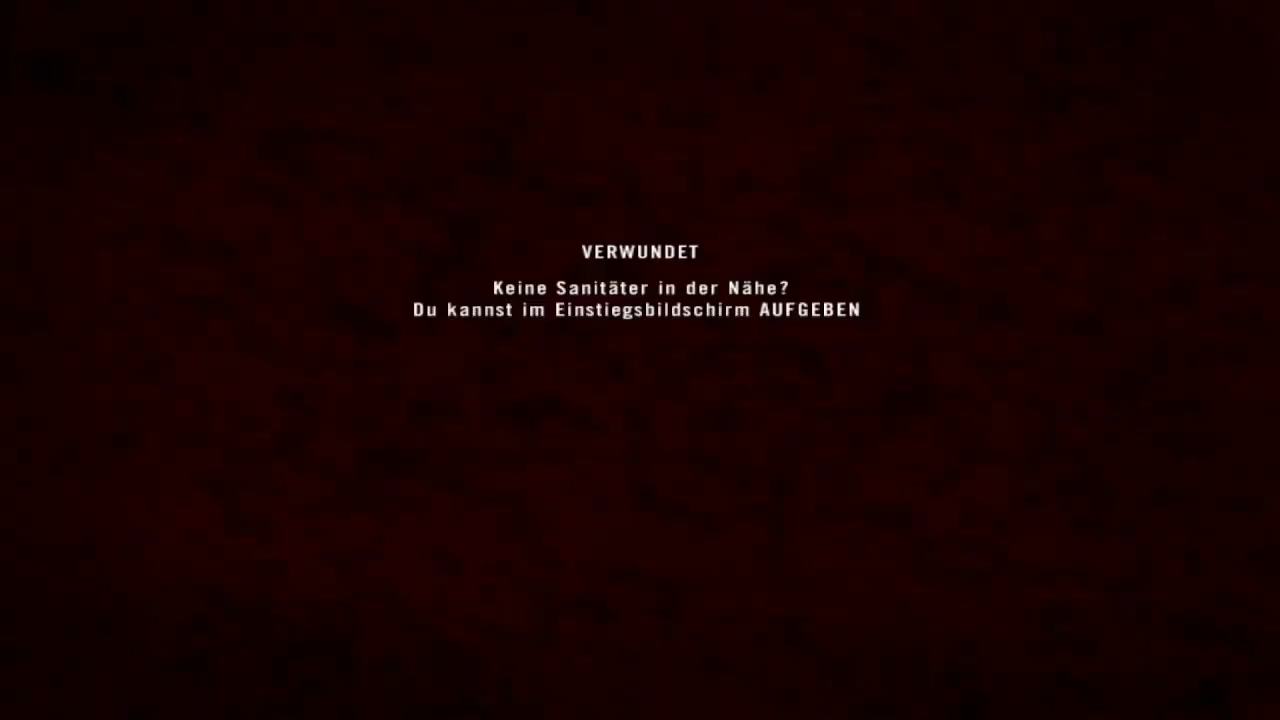 VERWUNDET
Keine Sanitäter in der Nähe?
Du kannst im Einstiegsbildschirm AUFGEBEN